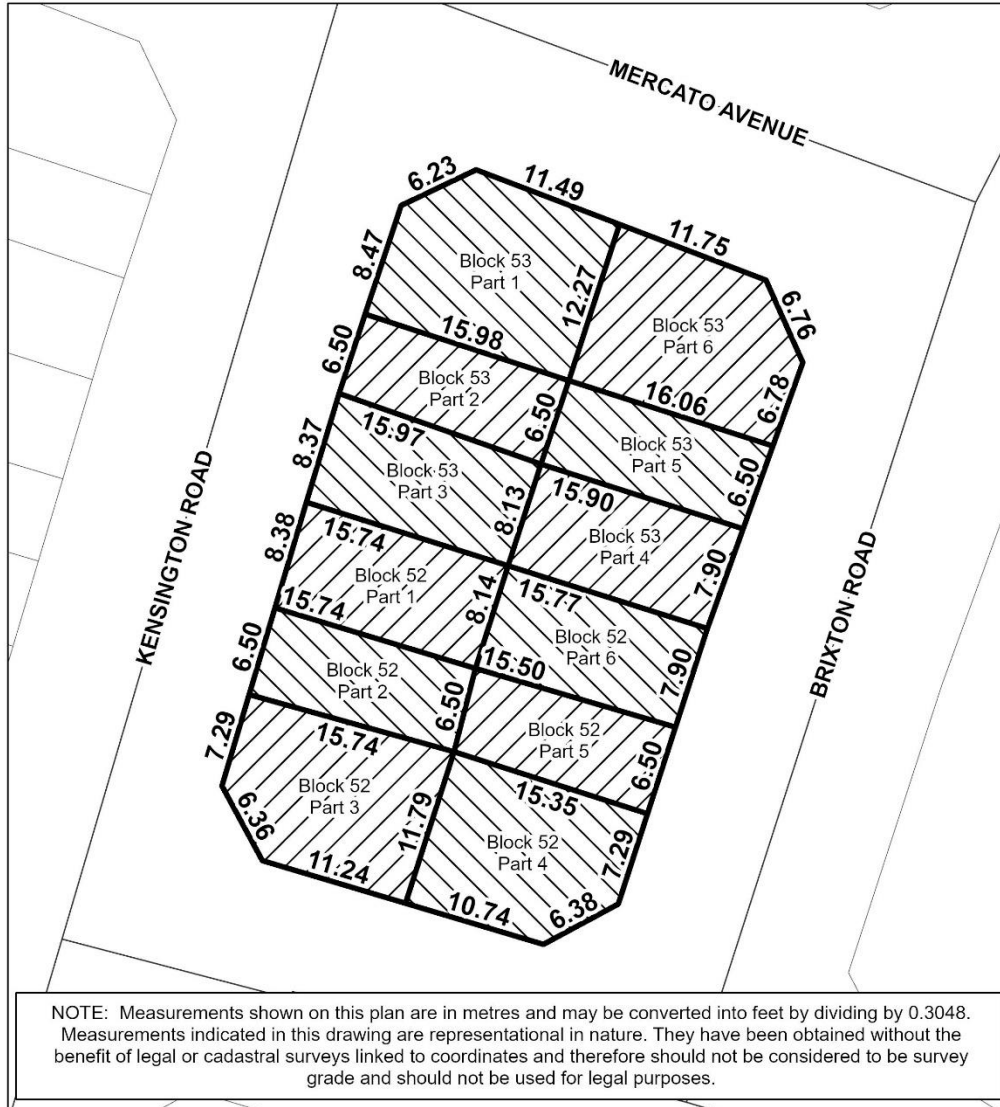 MERCATO AVENUE
6.23
11.49
11.75
8.47
Block 53
Part 1
12.27
6.76
Block 53
Part 6
6.50
15.98
6.78
Block 53
Part 2
16.06
6.50
Block 53
Part 5
8.37
15.97
6.50
Block 53
Part 3
15.90
8.13
Block 53
Part 4
7.90
8.38
15.74
KENSINGTON ROAD
Block 52
Part 1
15.77
8.14
BRIXTON ROAD
15.74
Block 52
Part 6
7.90
6.50
15.50
Block 52
Part 2
6.50
Block 52
Part 5
6.50
7.29
15.74
15.35
Block 52
Part 3
11.79
6.36
Block 52
Part 4
7.29
11.24
10.74
6.38
NOTE: Measurements shown on this plan are in metres and may be converted into feet by dividing by 0.3048.
Measurements indicated in this drawing are representational in nature. They have been obtained without the
benefit of legal or cadastral surveys linked to coordinates and therefore should not be considered to be survey
grade and should not be used for legal purposes.